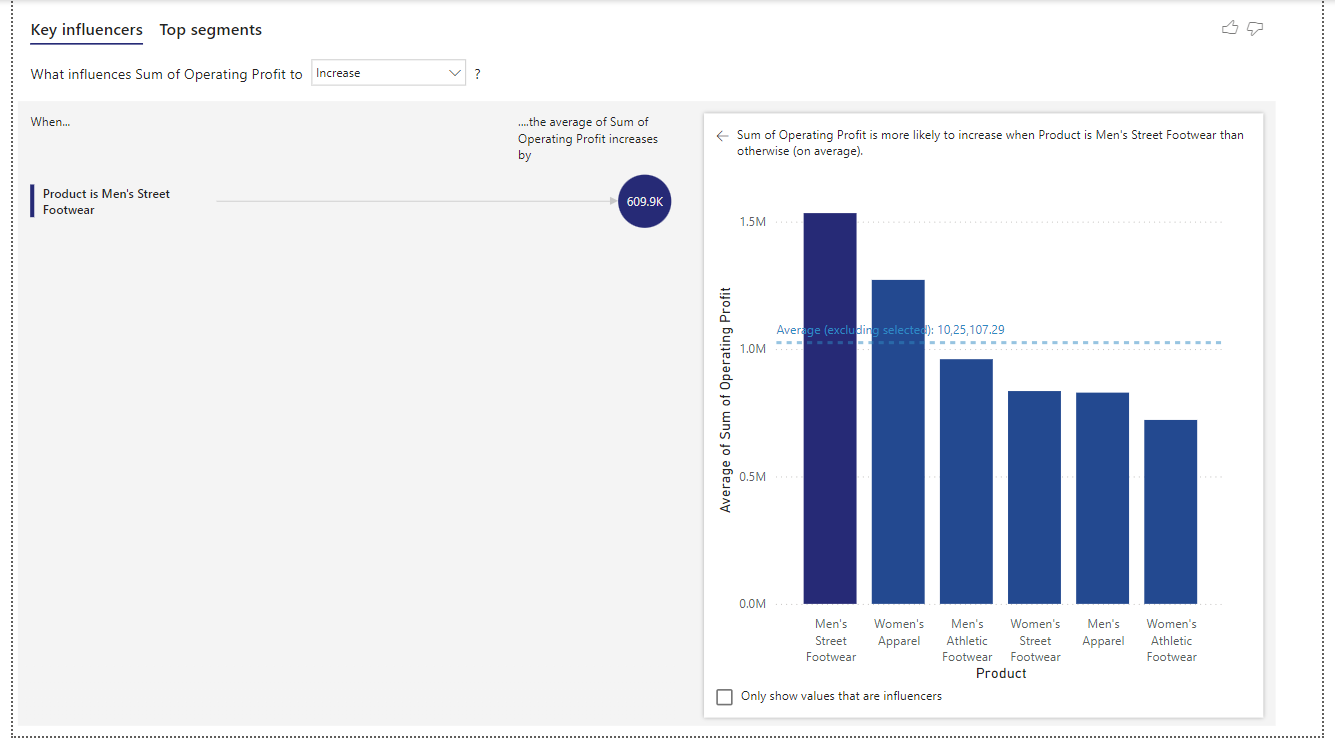 Key influencers Top segments
What influences Sum of Operating Profit to Increase ?
When...
....the average of Sum of
Operating Profit increases
by
Product is Men's Street
Footwear
609.9K
Sum of Operating Profit is more likely to increase when Product is Men's Street Footwear than
otherwise (on average).
1.5M
Average (excluding selected): 10,25,107.29
1.0M
0.5M
0.0M
Average of Sum of Operating Profit
Men's
Street
Footwear
Women's
Apparel
Men's
Athletic
Footwear
Women's
Street
Footwear
Men's
Apparel
Women's
Athletic
Footwear
Product
Only show values that are influencers